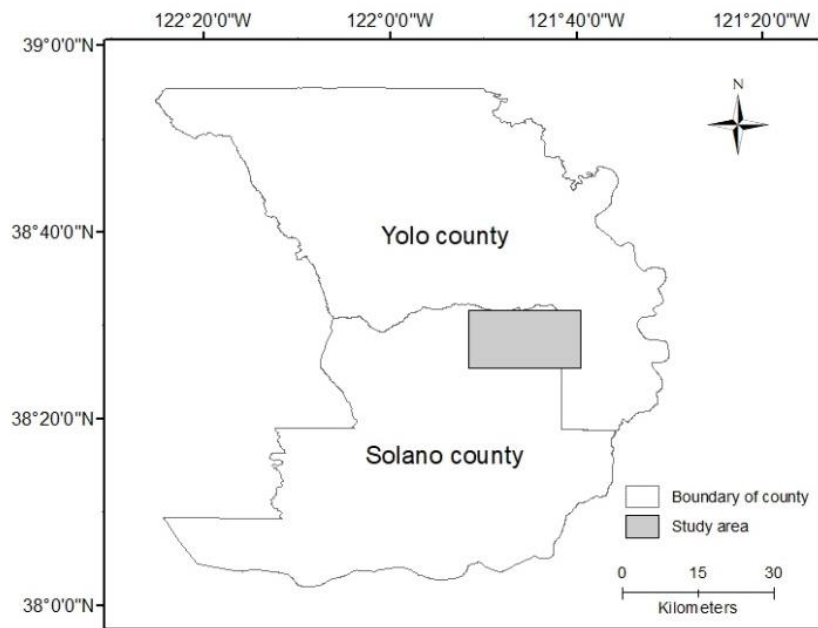 122°20'0"W 122°0'0"W 121°40'0"W 121°20'0"W
39°0'0"N
N
38°40'0"N
Yolo county
38°20'0"N
Solano county
Boundary of county
Study area
0 15 30
Kilometers
38°0'0"N